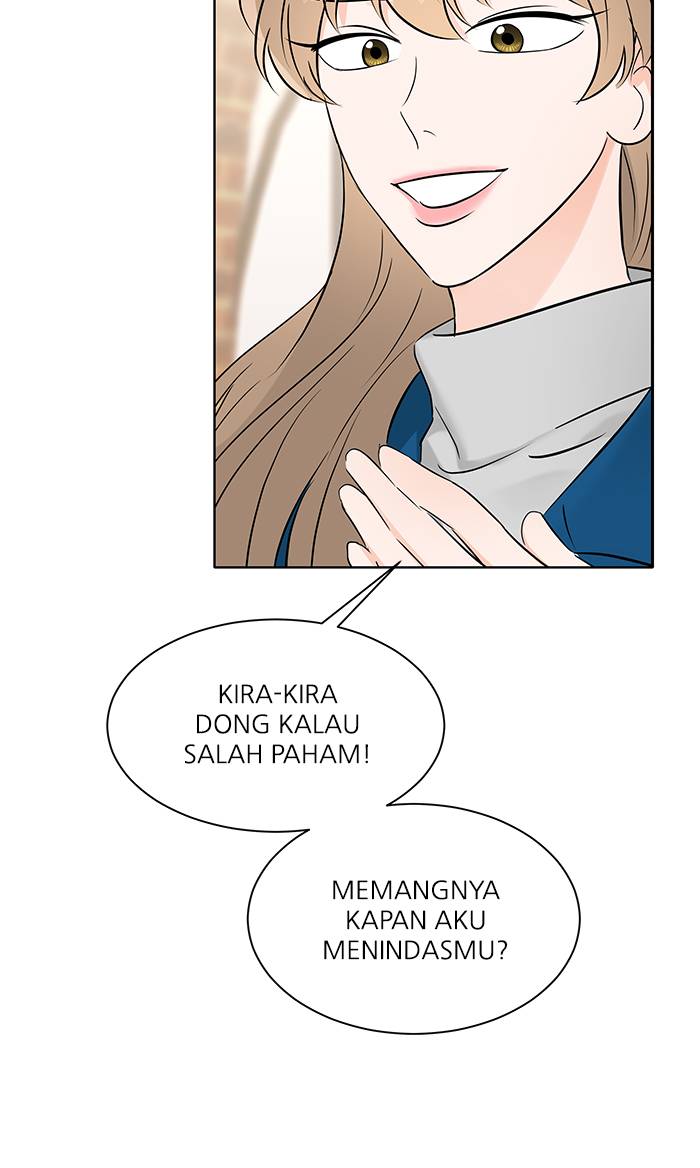 KIRA-KIRA
DONG KALAU
SALAH PAHAM!
MEMANGNYA
KAPAN AKU
MENINDASMU?